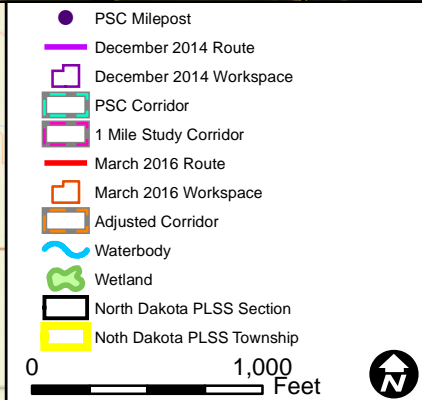 PSC Milepost
December 2014 Route
December 2014 Workspace
PSC Corridor
1 Mile Study Corridor
March 2016 Route
March 2016 Workspace
Adjusted Corridor
Waterbody
Wetland
North Dakota PLSS Section
Noth Dakota PLSS Township
0 1,000
Feet
N